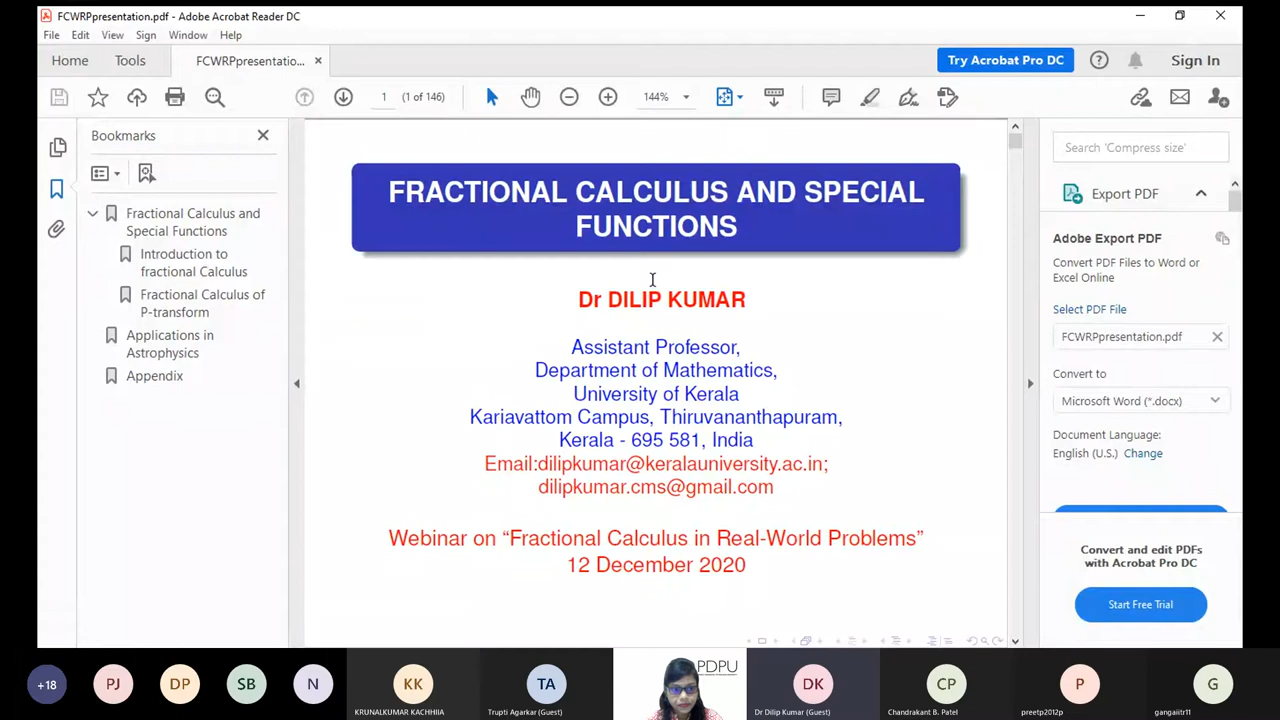 FCWRPpresentation.pdf - Adobe Acrobat Reader DC
File Edit View Sign Window Help
Home Tools FCWRPpresentatio... Try Acrobat Pro DC Sign In
1 (1 of 146) 144%
Bookmarks
Fractional Calculus and
Special Functions
Introduction to
fractional Calculus
Fractional Calculus of
P-transform
Applications in
Astrophysics
Appendix
FRACTIONAL CALCULUS AND SPECIAL
FUNCTIONS
Dr DILIP KUMAR
Assistant Professor,
Department of Mathematics,
University of Kerala
Kariavattom Campus, Thiruvananthapuram,
Kerala - 695 581, India
Email:dilipkumar@keralauniversity.ac.in;
dilipkumar.cms@gmail.com
Webinar on “Fractional Calculus in Real-World Problems”
12 December 2020
Search 'Compress size'
Export PDF
Adobe Export PDF
Convert PDF Files to Word or
Excel Online
Select PDF File
FCWRPpresentation.pdf
Convert to
Microsoft Word (*.docx)
Document Language:
English (U.S.) Change
Convert and edit PDFs
with Acrobat Pro DC
Start Free Trial
+18 PJ DP SB N KK TA PDPU DK CP P G
KRUNALKUMAR KACHHIIA Trupti Agarkar (Guest) Dr Dilip Kumar (Guest) Chandrakant B. Patel preetp2012p gangaiitr11